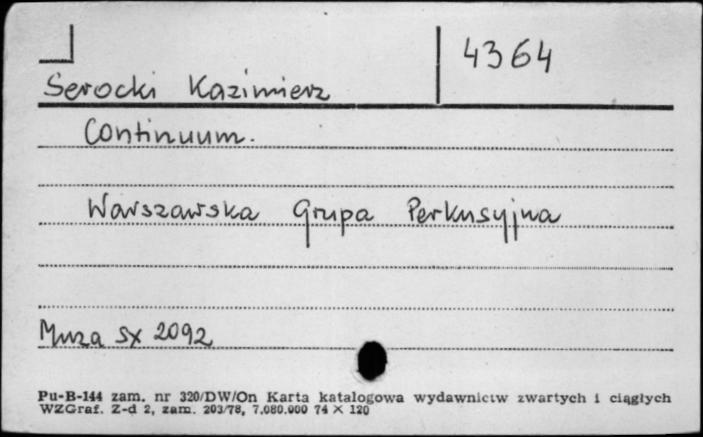 4364
Serocki Kazimierz
Continuum.
Warszawska Grupa Perkusyjna
Muza SX 2092
Pu-B-144 zam. nr 320/DW/On Karta katalogowa wydawnictw zwartych i ciągłych
WZGraf. Z-d 2, zam. 203/78, 7.080.000 74 × 120